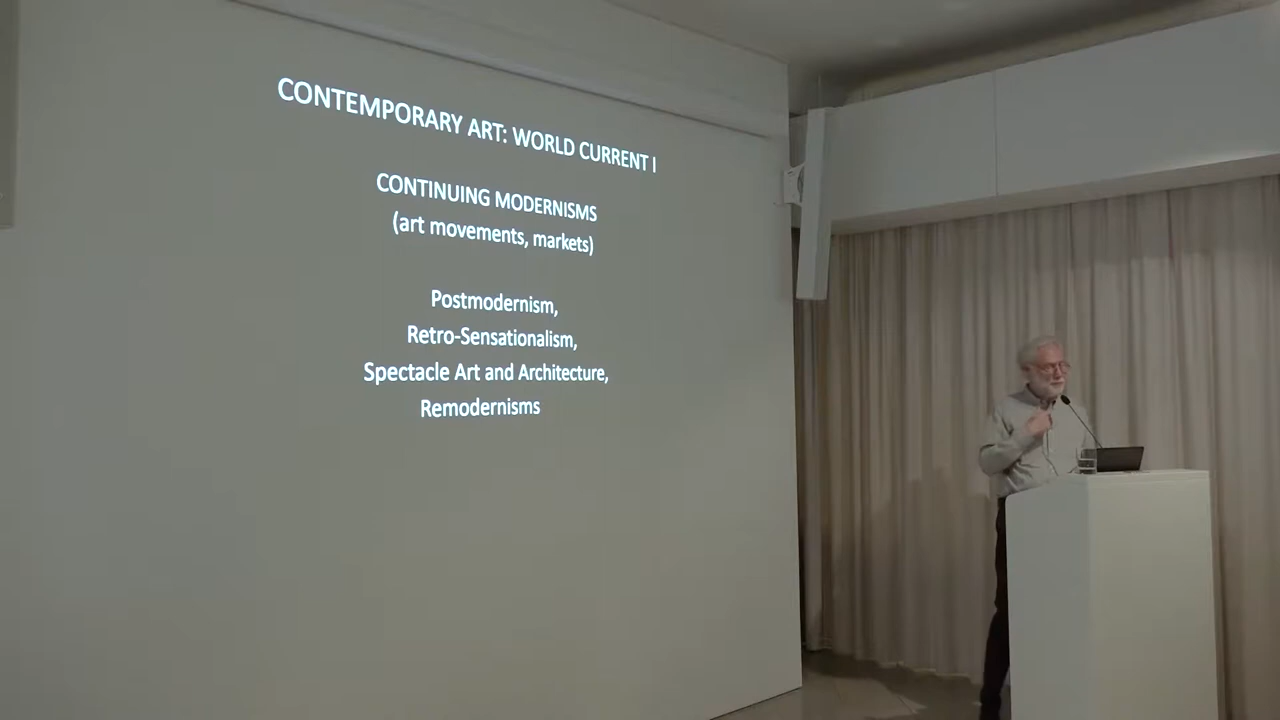 CONTEMPORARY ART: WORLD CURRENT I
CONTINUING MODERNISMS
(art movements, markets)
Postmodernism,
Retro-Sensationalism,
Spectacle Art and Architecture,
Remodernisms